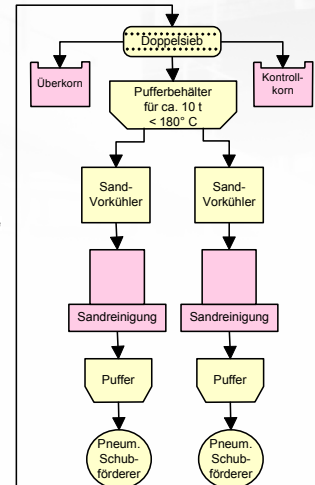 Doppelsieb
Überkorn
Kontroll-
korn
Pufferbehälter
für ca. 10 t
< 180° C
Sand-
Vorkühler
Sand-
Vorkühler
Sandreinigung
Sandreinigung
Puffer
Puffer
Pneum.
Schub-
förderer
Pneum.
Schub-
förderer